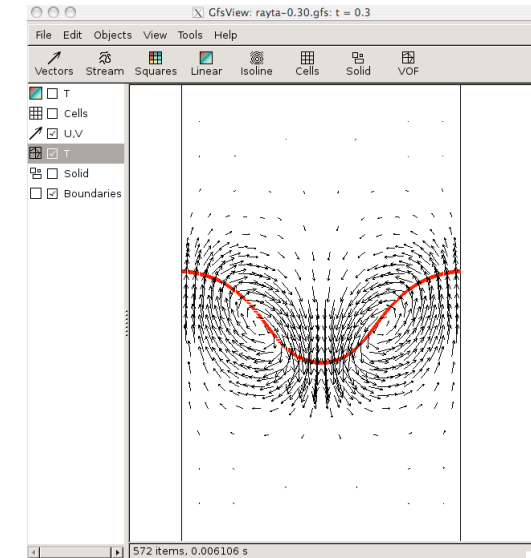 GfsView: rayta-0.30.gfs: t = 0.3
File Edit Objects View Tools Help
Vectors Stream Squares Linear Isoline Cells Solid VOF
T
Cells
U,V
T
Solid
Boundaries
572 items, 0.006106 s